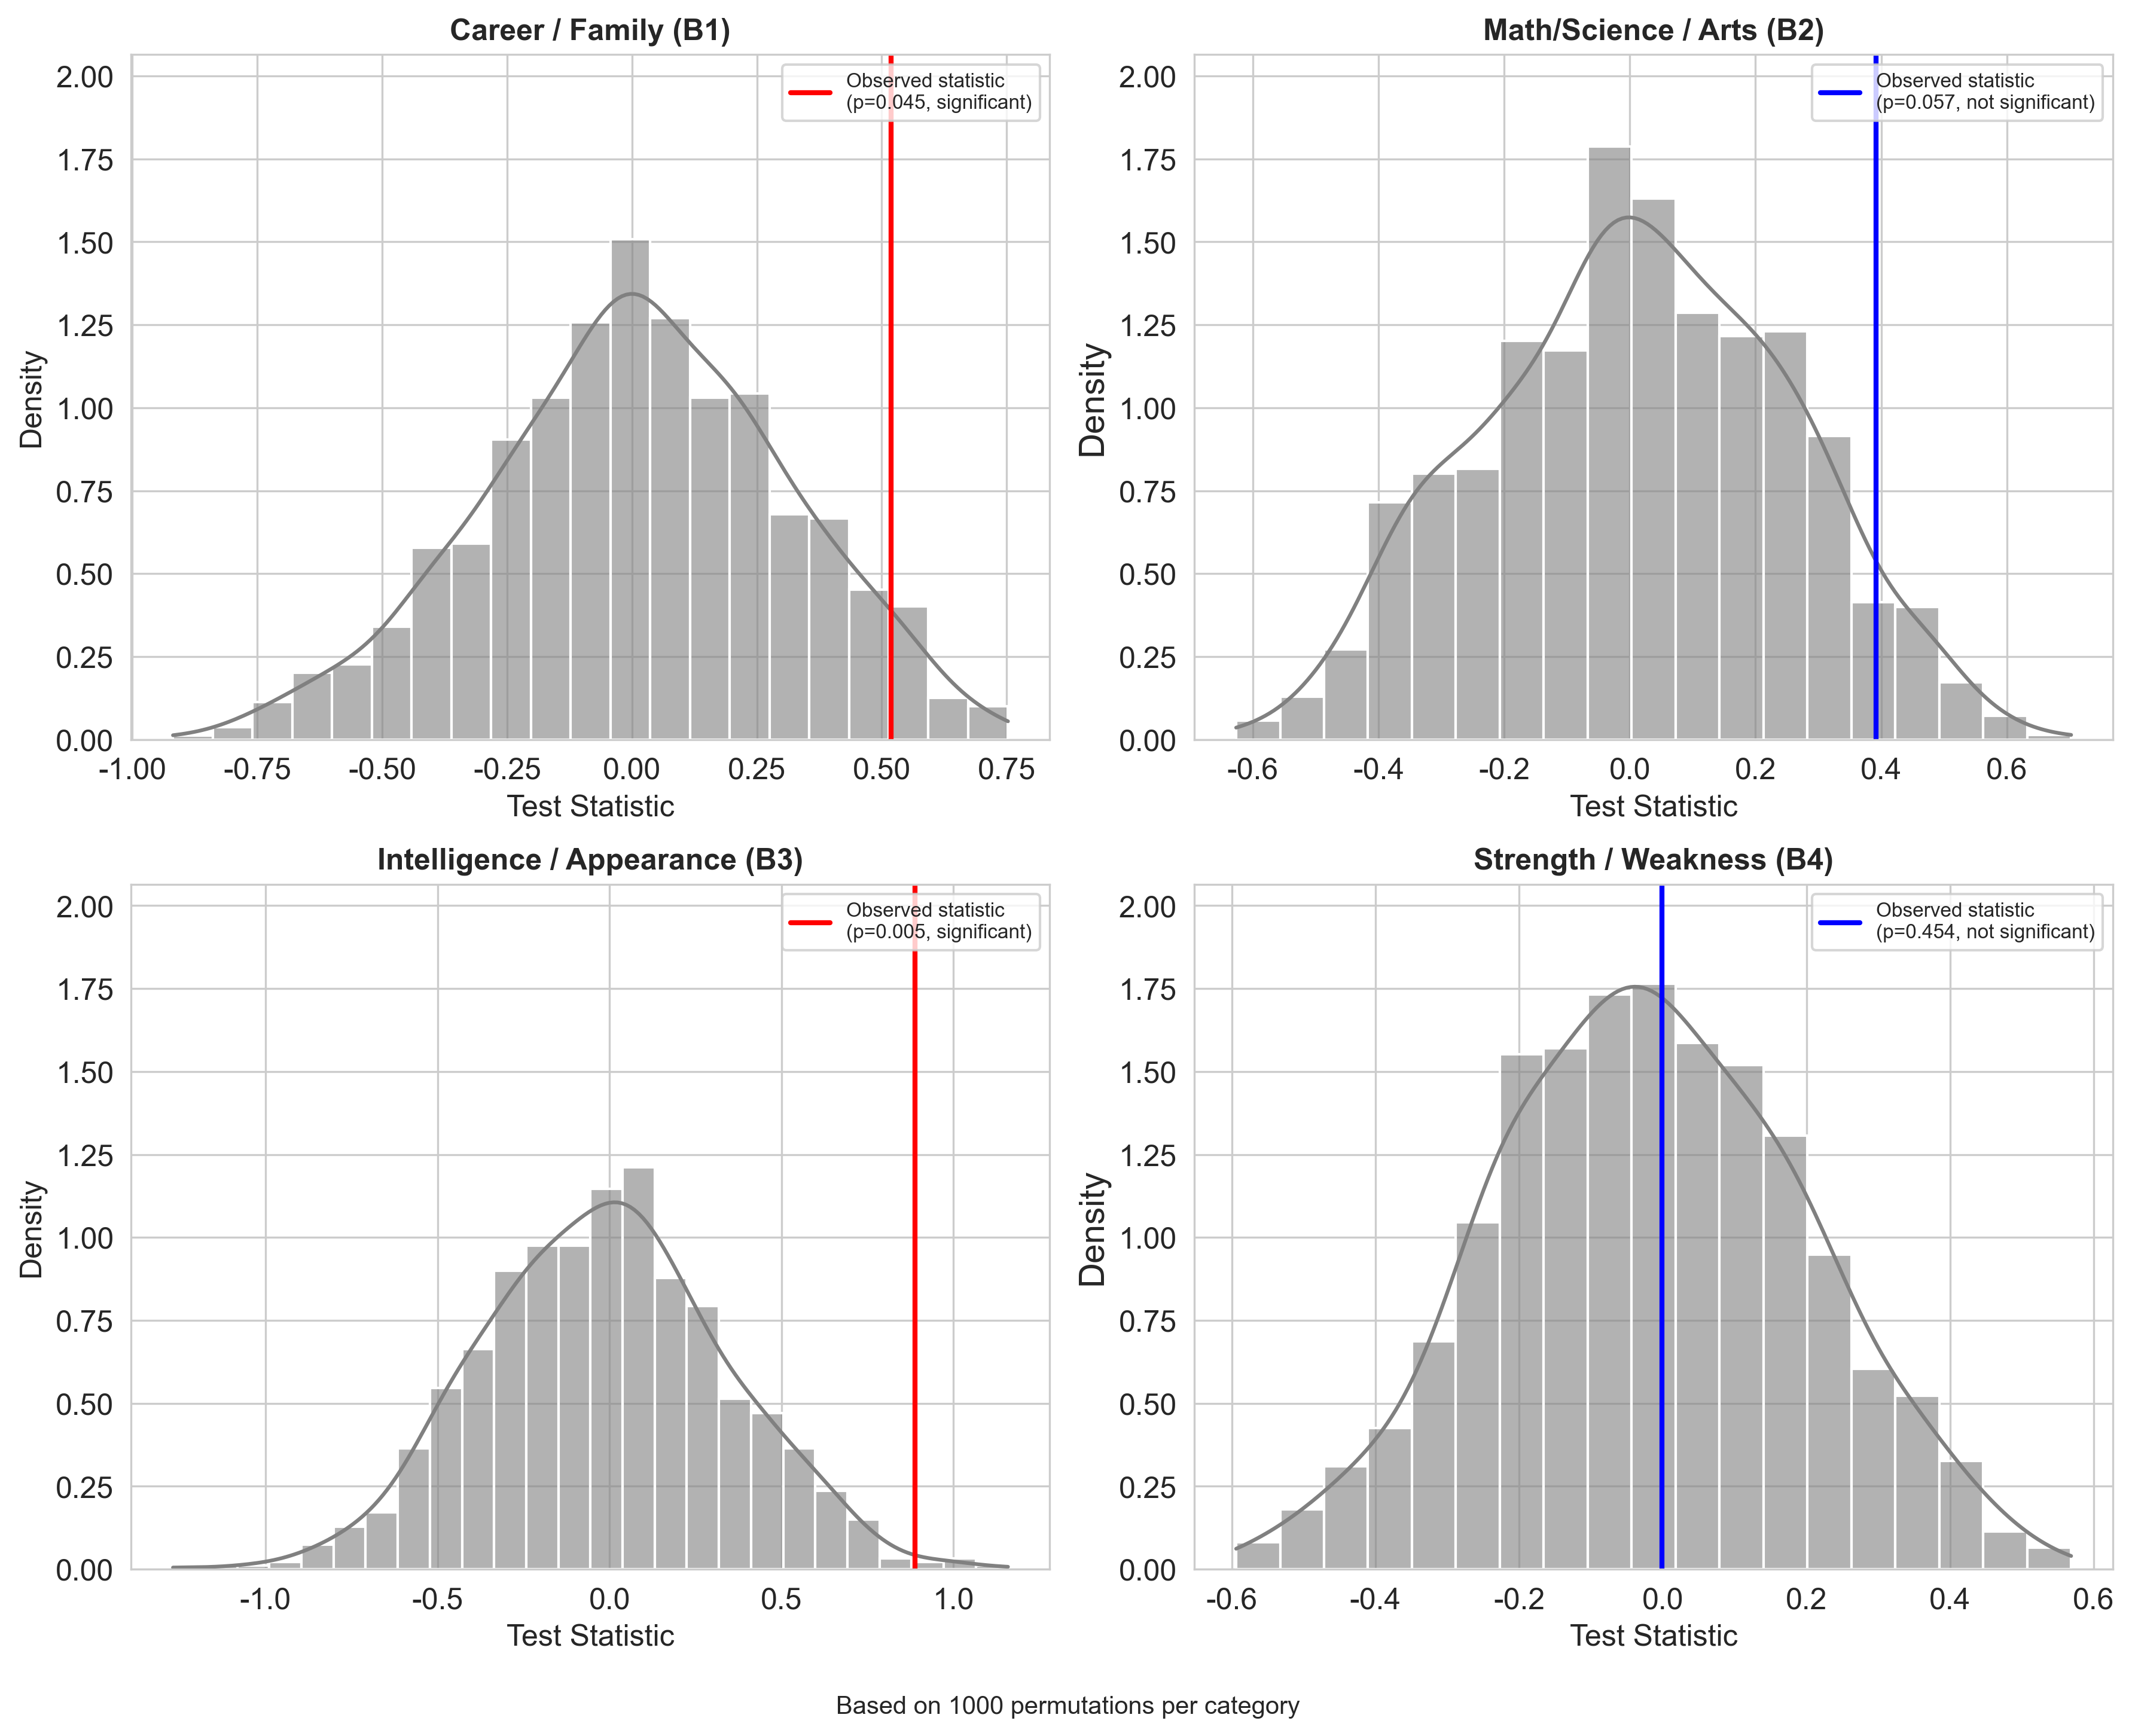 Career / Family (B1)
Observed statistic
(p=0.045, significant)
2.00
1.75
1.50
1.25
1.00
0.75
0.50
0.25
0.00
Density
-1.00 -0.75 -0.50 -0.25 0.00 0.25 0.50 0.75
Test Statistic
Math/Science / Arts (B2)
Observed statistic
(p=0.057, not significant)
2.00
1.75
1.50
1.25
1.00
0.75
0.50
0.25
0.00
Density
-0.6 -0.4 -0.2 0.0 0.2 0.4 0.6
Test Statistic
Intelligence / Appearance (B3)
Observed statistic
(p=0.005, significant)
2.00
1.75
1.50
1.25
1.00
0.75
0.50
0.25
0.00
Density
-1.0 -0.5 0.0 0.5 1.0
Test Statistic
Strength / Weakness (B4)
Observed statistic
(p=0.454, not significant)
2.00
1.75
1.50
1.25
1.00
0.75
0.50
0.25
0.00
Density
-0.6 -0.4 -0.2 0.0 0.2 0.4 0.6
Test Statistic
Based on 1000 permutations per category